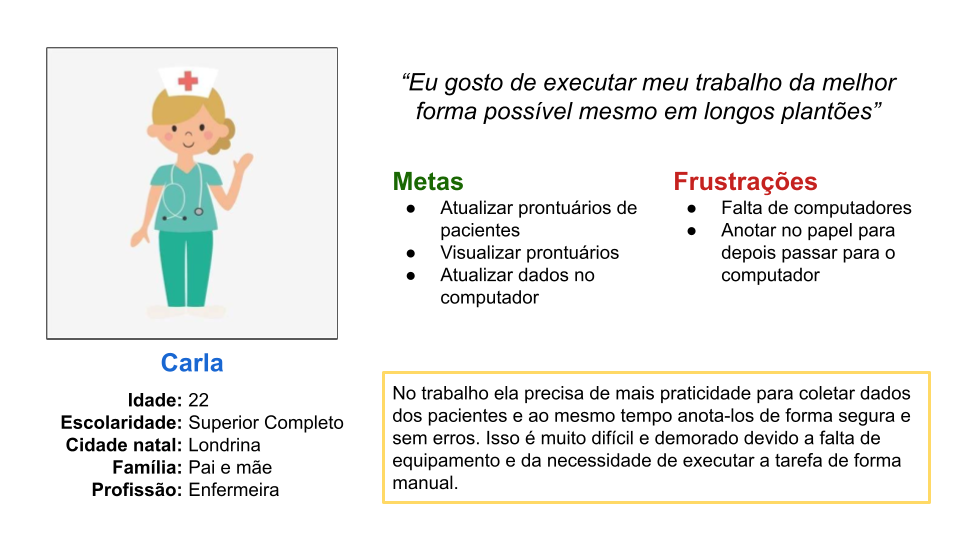 “Eu gosto de executar meu trabalho da melhor
forma possível mesmo em longos plantões”
Metas
● Atualizar prontuários de
pacientes
● Visualizar prontuários
● Atualizar dados no
computador
Frustrações
● Falta de computadores
● Anotar no papel para
depois passar para o
computador
Carla
Idade: 22
Escolaridade: Superior Completo
Cidade natal: Londrina
Família: Pai e mãe
Profissão: Enfermeira
No trabalho ela precisa de mais praticidade para coletar dados
dos pacientes e ao mesmo tempo anota-los de forma segura e
sem erros. Isso é muito difícil e demorado devido a falta de
equipamento e da necessidade de executar a tarefa de forma
manual.